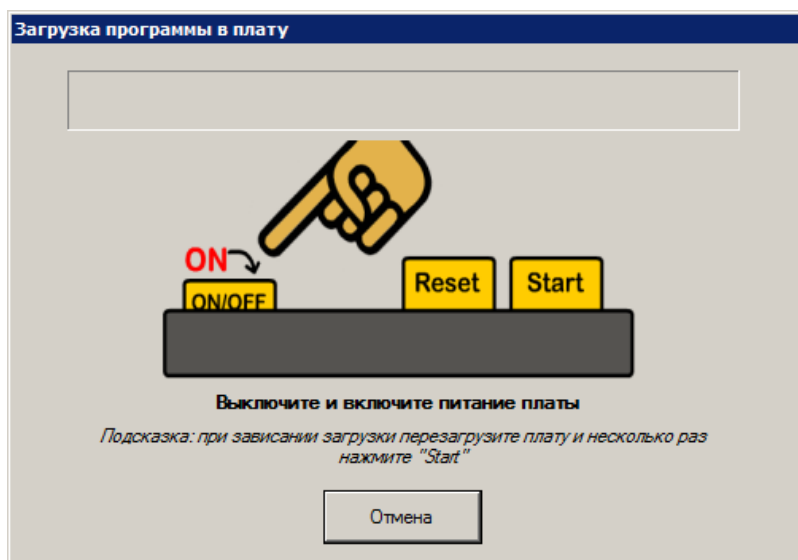 Загрузка программы в плату
ON
ON/OFF
Reset
Start
Выключите и включите питание платы
Подсказка: при зависании загрузки перезагрузите плату и несколько раз
нажмите "Start"
Отмена